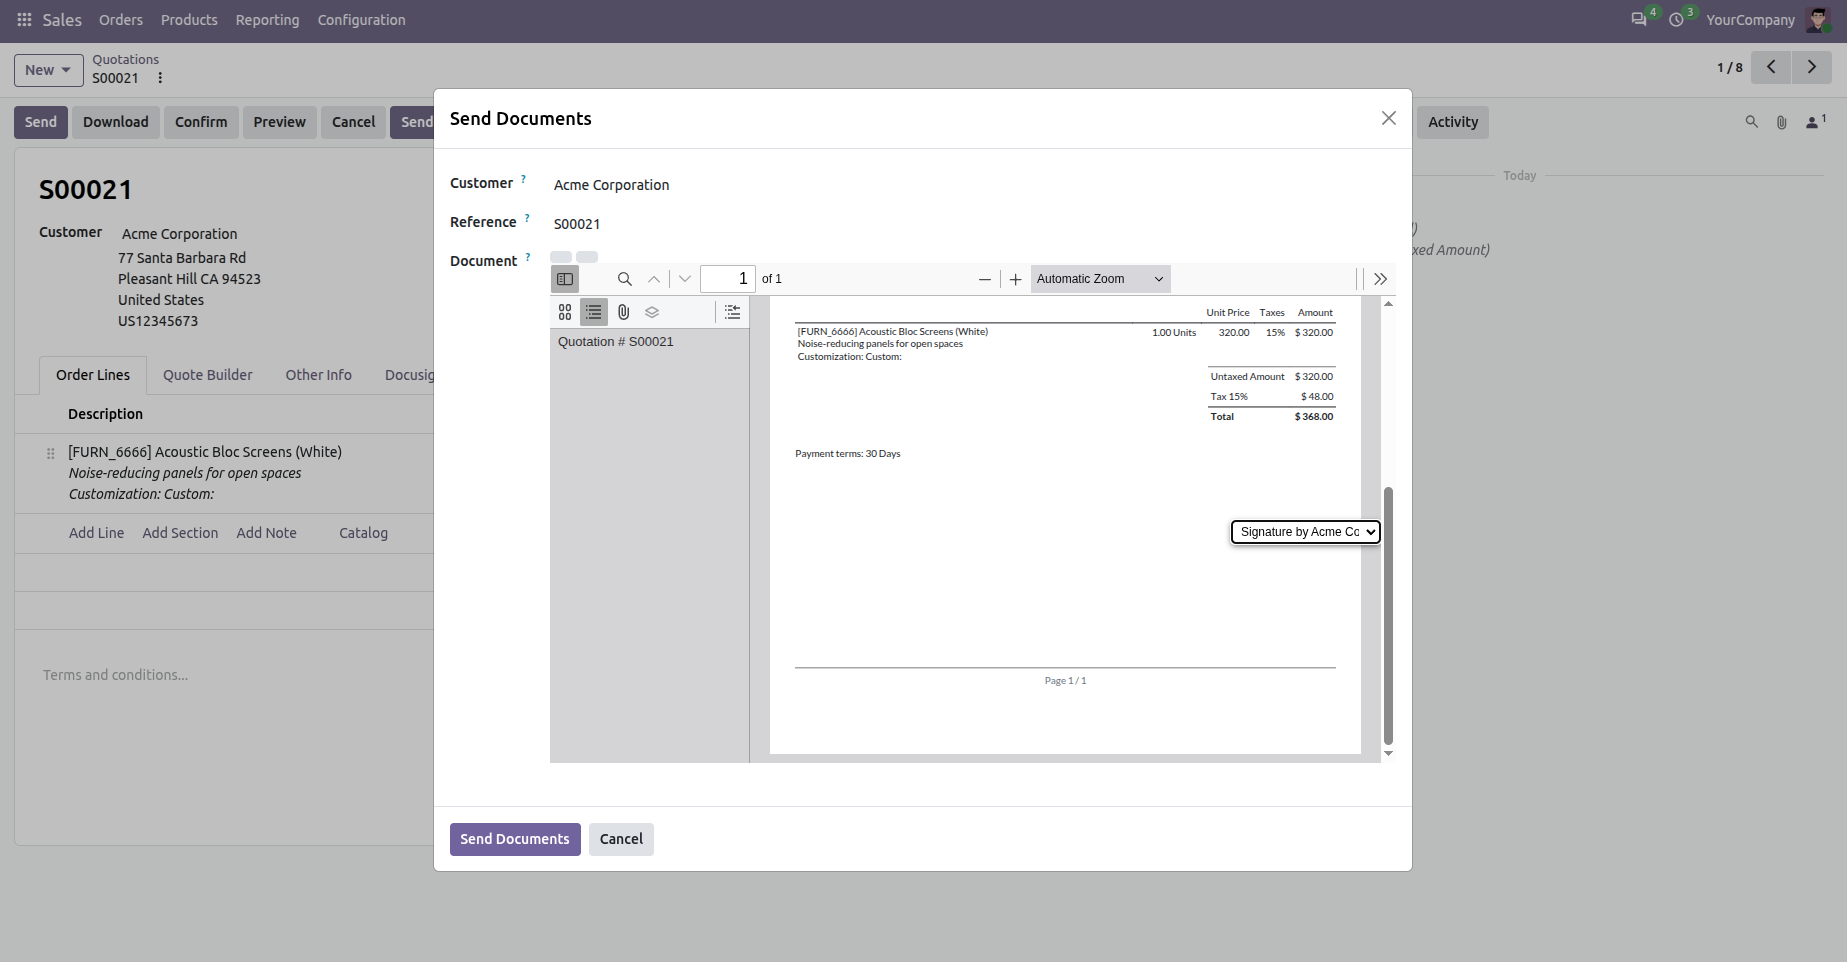 Sales Orders Products Reporting Configuration 4 3 YourCompany
New Quotations
S00021
1 / 8
Send Download Confirm Preview Cancel Send Activity 1
S00021
Customer Acme Corporation
77 Santa Barbara Rd
Pleasant Hill CA 94523
United States
US12345673
Order Lines Quote Builder Other Info Docusig
Description
[FURN_6666] Acoustic Bloc Screens (White)
Noise-reducing panels for open spaces
Customization: Custom:
Add Line Add Section Add Note Catalog
Terms and conditions...
Today
)
xed Amount)
Send Documents
Customer ? Acme Corporation
Reference ? S00021
Document ?
1 of 1 Automatic Zoom
Quotation # S00021
Unit Price Taxes Amount
[FURN_6666] Acoustic Bloc Screens (White) 1.00 Units 320.00 15% $ 320.00
Noise-reducing panels for open spaces
Customization: Custom:
Untaxed Amount $ 320.00
Tax 15% $ 48.00
Total $ 368.00
Payment terms: 30 Days
Signature by Acme Co
Page 1 / 1
Send Documents Cancel